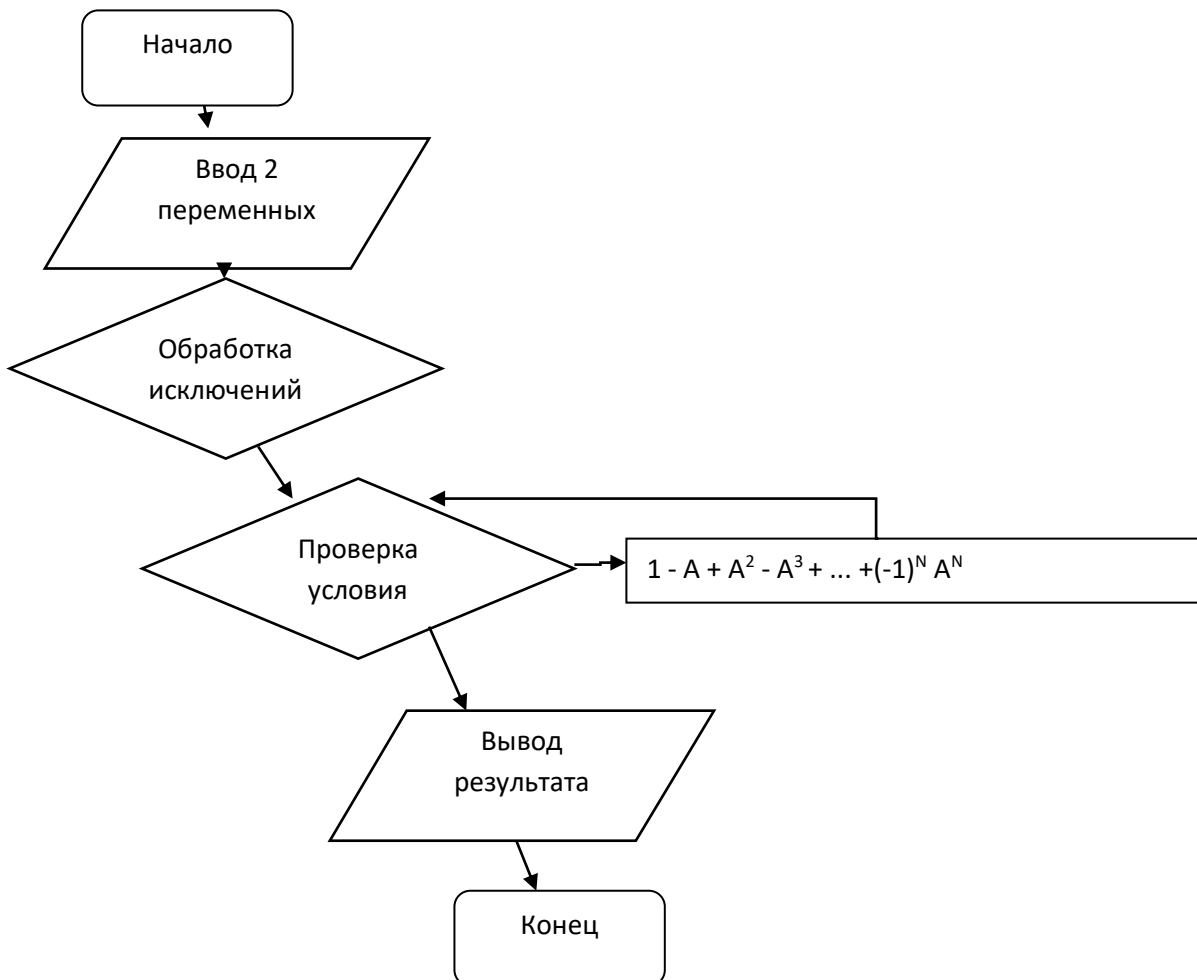 Начало
Ввод 2
переменных
Обработка
исключений
Проверка
условия
1 - A + A² - A³ + ... +(-1)ᴺ Aᴺ
Вывод
результата
Конец